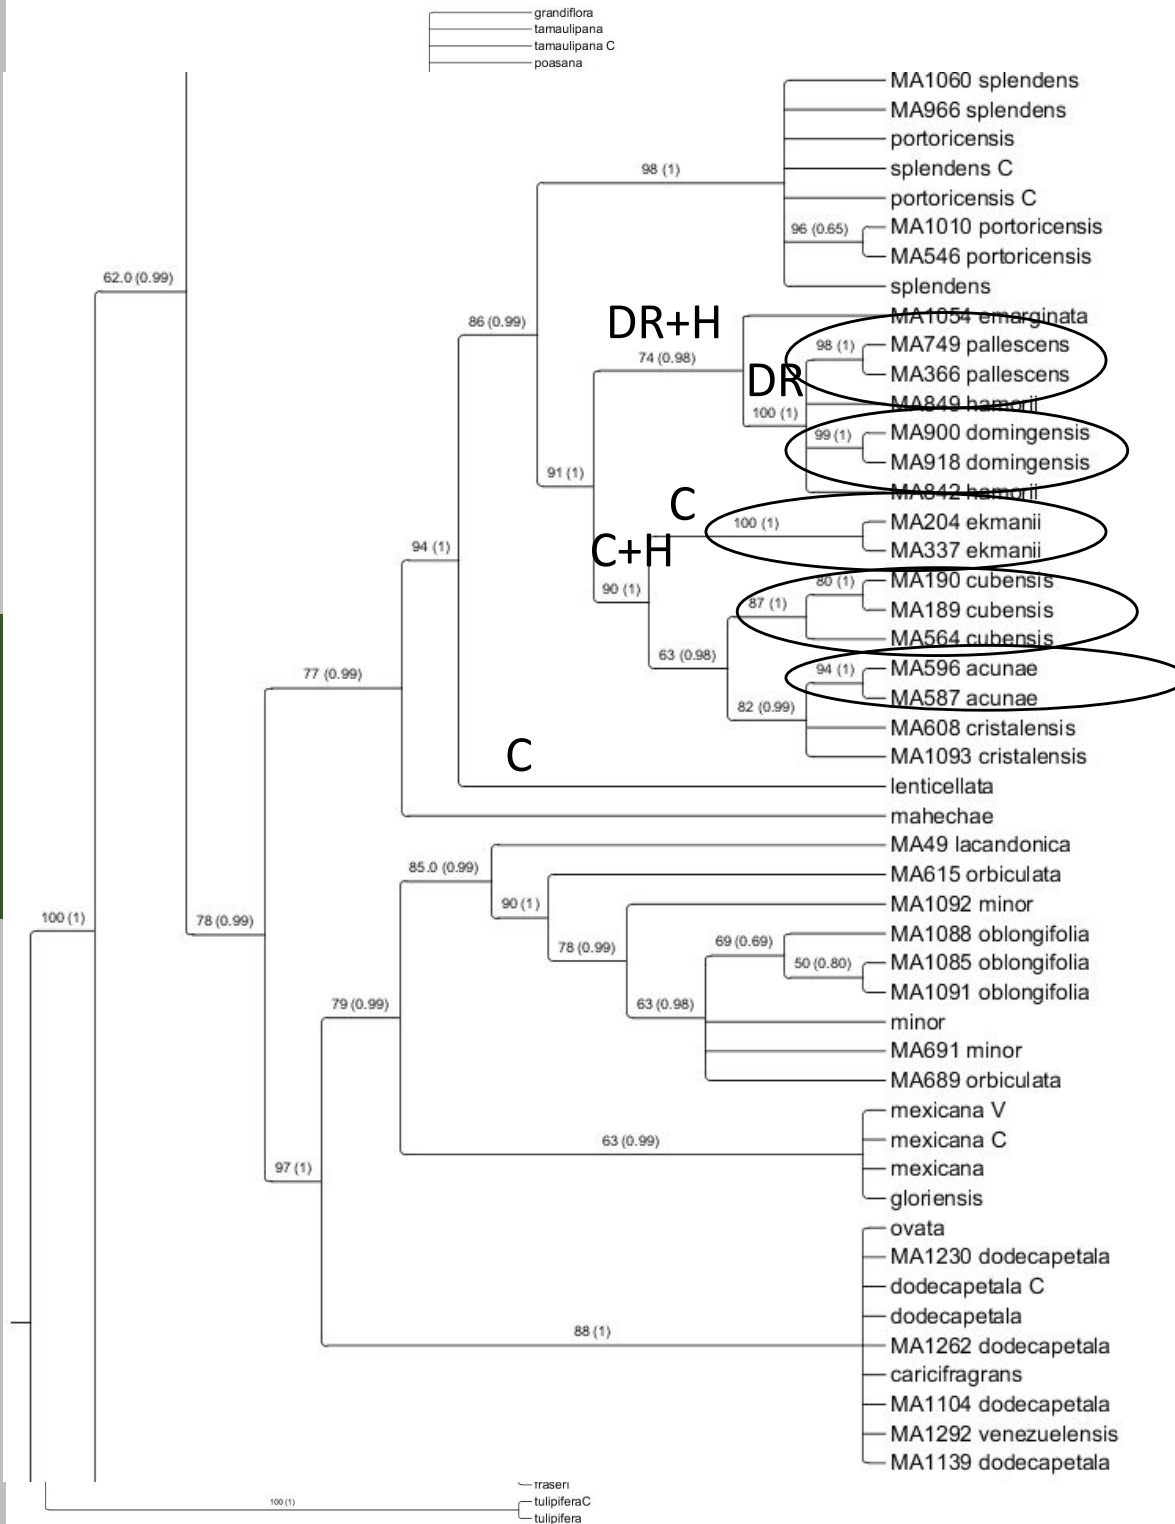 grandiflora
tamaulipana
tamaulipana C
poasana
MA1060 splendens
MA966 splendens
portoricensis
98 (1)
splendens C
portoricensis C
96 (0.65)
MA1010 portoricensis
MA546 portoricensis
62.0 (0.99)
splendens
86 (0.99)
DR+H
MA1054 emarginata
98 (1)
MA749 pallescens
74 (0.98)
DR
MA366 pallescens
MA849 hamorii
100 (1)
99 (1)
MA900 domingensis
MA918 domingensis
91 (1)
MA842 hamorii
C
100 (1)
MA204 ekmanii
94 (1)
C+H
MA337 ekmanii
80 (1)
MA190 cubensis
90 (1)
87 (1)
MA189 cubensis
MA564 cubensis
63 (0.98)
94 (1)
MA596 acunae
77 (0.99)
MA587 acunae
82 (0.99)
MA608 cristalensis
C
MA1093 cristalensis
lenticellata
mahechae
MA49 lacandonica
85.0 (0.99)
MA615 orbiculata
90 (1)
MA1092 minor
100 (1)
78 (0.99)
MA1088 oblongifolia
69 (0.69)
78 (0.99)
50 (0.80)
MA1085 oblongifolia
MA1091 oblongifolia
79 (0.99)
63 (0.98)
minor
MA691 minor
MA689 orbiculata
mexicana V
63 (0.99)
mexicana C
97 (1)
mexicana
gloriensis
ovata
MA1230 dodecapetala
dodecapetala C
dodecapetala
88 (1)
MA1262 dodecapetala
caricifragrans
MA1104 dodecapetala
MA1292 venezuelensis
MA1139 dodecapetala
fraseri
100 (1)
tulipiferaC
tulipifera